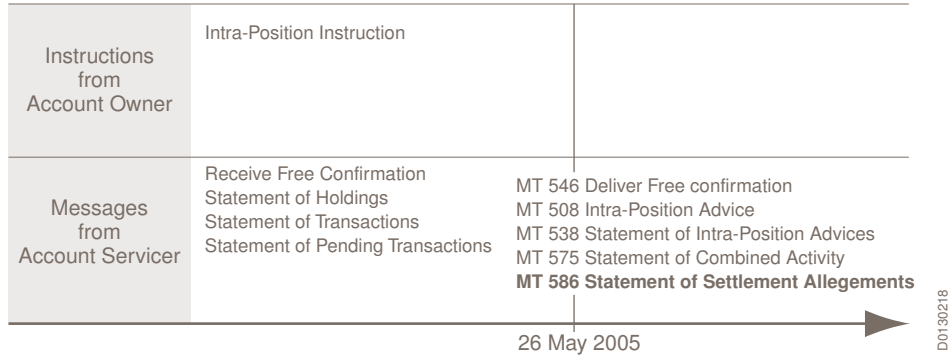 Instructions
from
Account Owner
Intra-Position Instruction
Messages
from
Account Servicer
Receive Free Confirmation
Statement of Holdings
Statement of Transactions
Statement of Pending Transactions
MT 546 Deliver Free confirmation
MT 508 Intra-Position Advice
MT 538 Statement of Intra-Position Advices
MT 575 Statement of Combined Activity
MT 586 Statement of Settlement Allegements
26 May 2005
D0130218